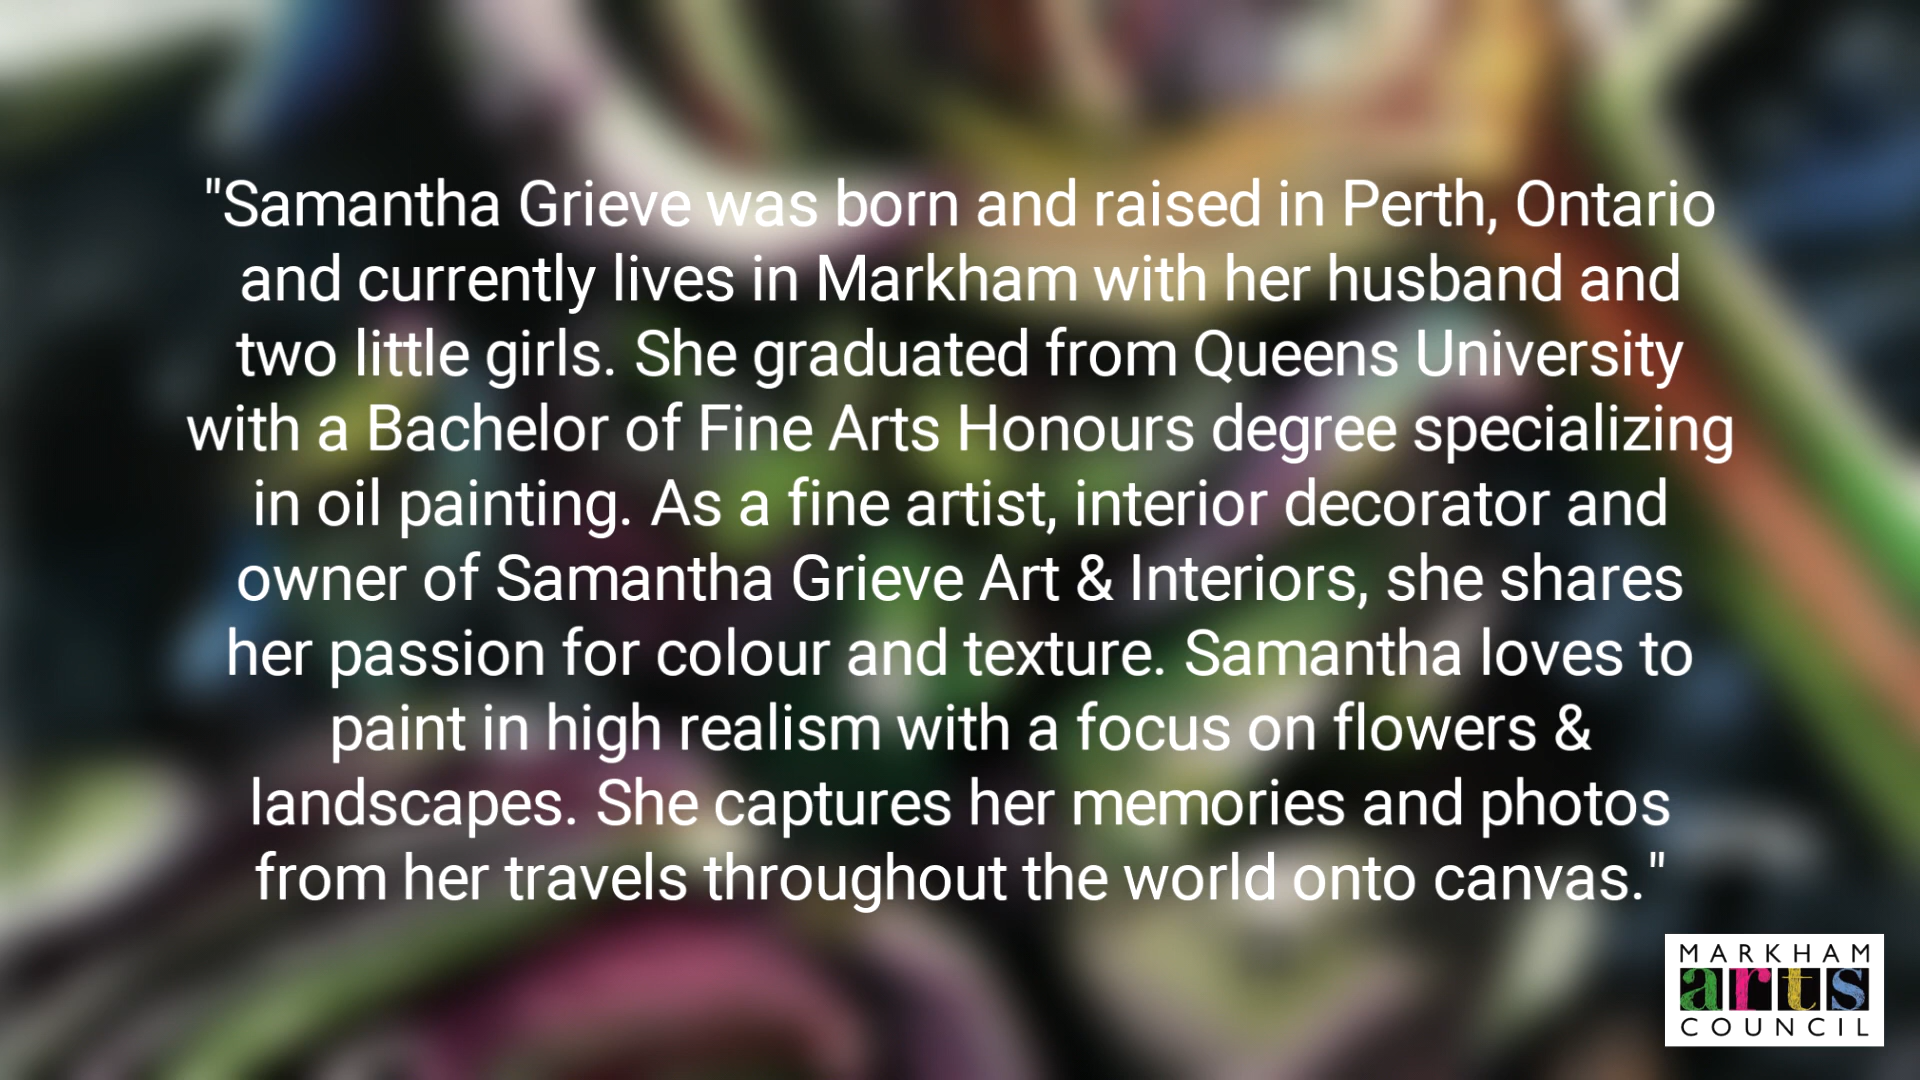 "Samantha Grieve was born and raised in Perth, Ontario
and currently lives in Markham with her husband and
two little girls. She graduated from Queens University
with a Bachelor of Fine Arts Honours degree specializing
in oil painting. As a fine artist, interior decorator and
owner of Samantha Grieve Art & Interiors, she shares
her passion for colour and texture. Samantha loves to
paint in high realism with a focus on flowers &
landscapes. She captures her memories and photos
from her travels throughout the world onto canvas."
MARKHAM
arts
COUNCIL